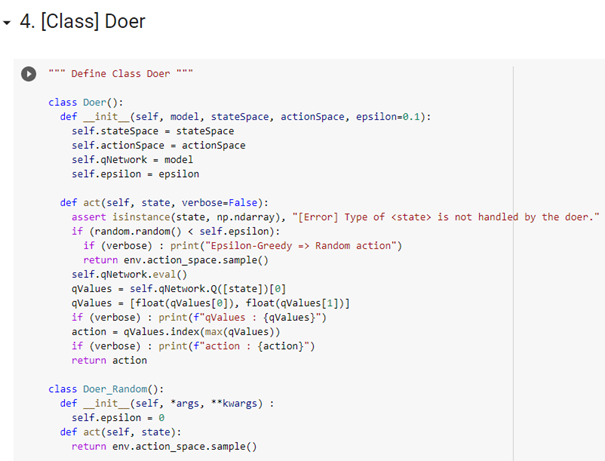 4. [Class] Doer
""" Define Class Doer """
class Doer():
def __init__(self, model, stateSpace, actionSpace, epsilon=0.1):
self.stateSpace = stateSpace
self.actionSpace = actionSpace
self.qNetwork = model
self.epsilon = epsilon
def act(self, state, verbose=False):
assert isinstance(state, np.ndarray), "[Error] Type of <state> is not handled by the doer."
if (random.random() < self.epsilon):
if (verbose) : print("Epsilon-Greedy => Random action")
return env.action_space.sample()
self.qNetwork.eval()
qValues = self.qNetwork.Q([state])[0]
qValues = [float(qValues[0]), float(qValues[1])]
if (verbose) : print(f"qValues : {qValues}")
action = qValues.index(max(qValues))
if (verbose) : print(f"action : {action}")
return action
class Doer_Random():
def __init__(self, *args, **kwargs) :
self.epsilon = 0
def act(self, state):
return env.action_space.sample()